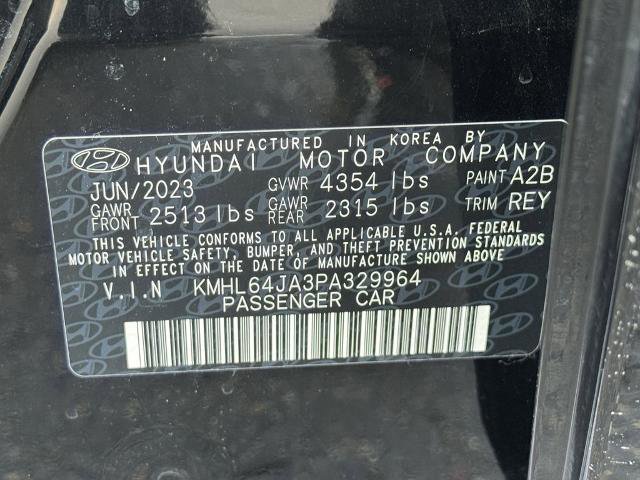 MANUFACTURED IN KOREA BY
HYUNDAI MOTOR COMPANY
JUN/2023 GVWR 4354 lbs PAINT A2B
GAWR FRONT 2513 lbs GAWR REAR 2315 lbs TRIM REY
THIS VEHICLE CONFORMS TO ALL APPLICABLE U.S.A. FEDERAL
MOTOR VEHICLE SAFETY, BUMPER, AND THEFT PREVENTION STANDARDS
IN EFFECT ON THE DATE OF MANUFACTURE SHOWN ABOVE
V.I.N KMHL64JA3PA329964
PASSENGER CAR